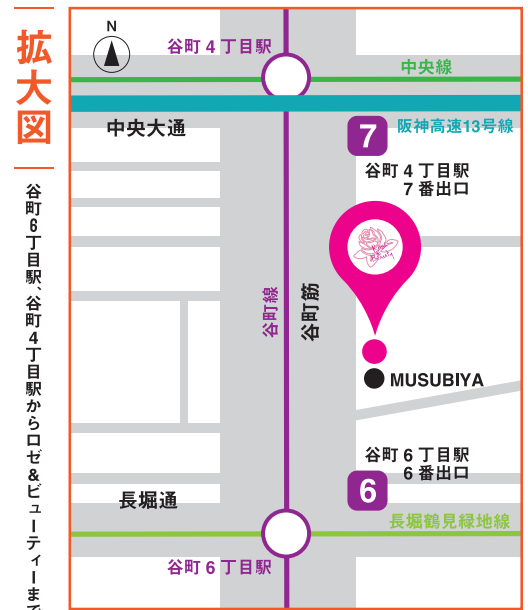 拡大図
谷町6丁目駅、谷町4丁目駅からロゼ&ビューティーまで
N
谷町4丁目駅
中央線
中央大通
阪神高速13号線
7
谷町4丁目駅
7番出口
谷町線
谷町筋
MUSUBIYA
谷町6丁目駅
6番出口
6
長堀通
長堀鶴見緑地線
谷町6丁目駅